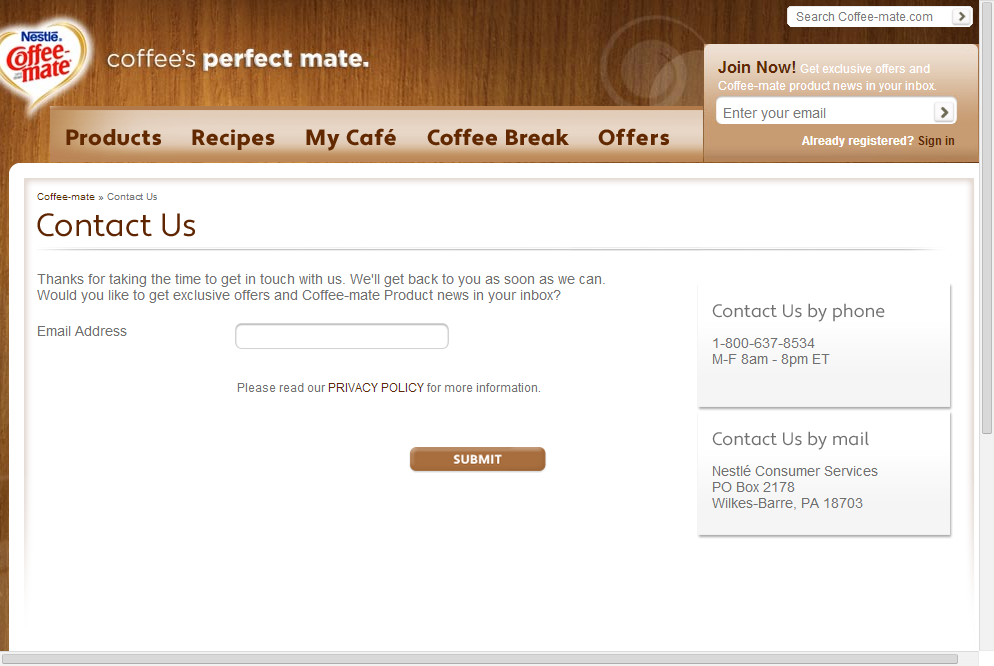 Search Coffee-mate.com
Nestlé®
Coffee-
mate
coffee's perfect mate.
Join Now! Get exclusive offers and
Coffee-mate product news in your inbox.
Enter your email
Already registered? Sign in
Products Recipes My Café Coffee Break Offers
Coffee-mate » Contact Us
Contact Us
Thanks for taking the time to get in touch with us. We'll get back to you as soon as we can.
Would you like to get exclusive offers and Coffee-mate Product news in your inbox?
Email Address
Please read our PRIVACY POLICY for more information.
SUBMIT
Contact Us by phone
1-800-637-8534
M-F 8am - 8pm ET
Contact Us by mail
Nestlé Consumer Services
PO Box 2178
Wilkes-Barre, PA 18703